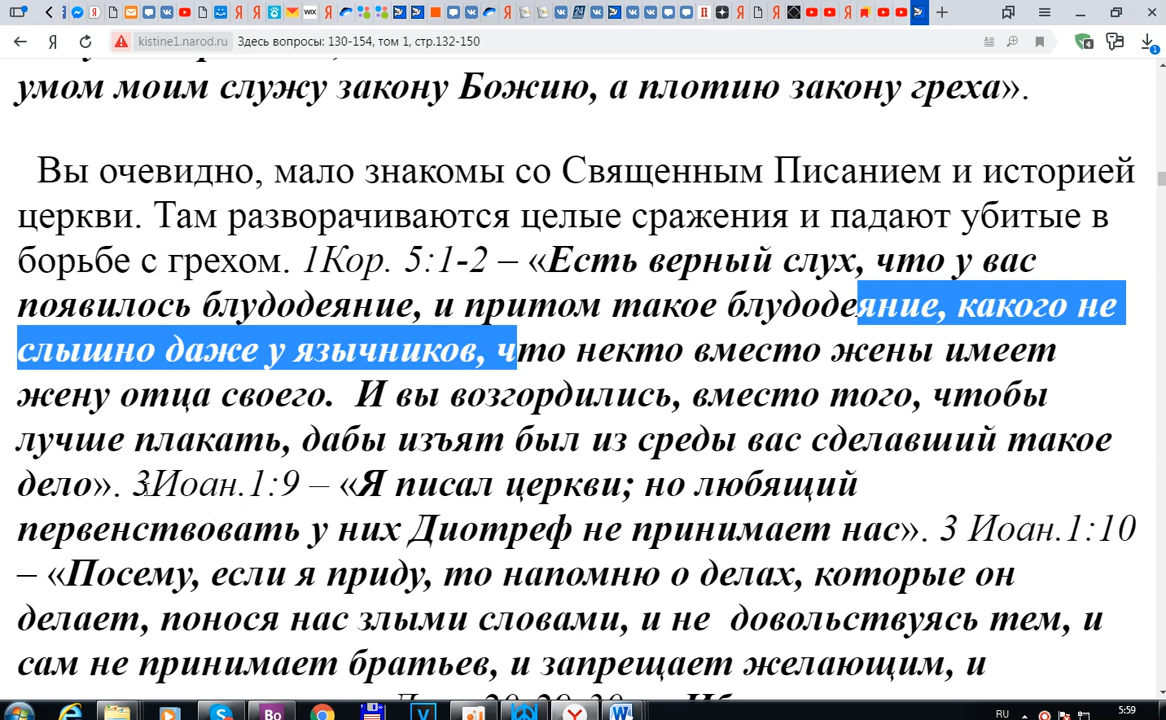 kistine1.narod.ru Здесь вопросы: 130-154, том 1, стр.132-150
умом моим служу закону Божию, а плотию закону греха».
Вы очевидно, мало знакомы со Священным Писанием и историей
церкви. Там разворачиваются целые сражения и падают убитые в
борьбе с грехом. 1Кор. 5:1-2 – «Есть верный слух, что у вас
появилось блудодеяние, и притом такое блудодеяние, какого не
слышно даже у язычников, что некто вместо жены имеет
жену отца своего. И вы возгордились, вместо того, чтобы
лучше плакать, дабы изъят был из среды вас сделавший такое
дело». 3Иоан.1:9 – «Я писал церкви; но любящий
первенствовать у них Диотреф не принимает нас». 3 Иоан.1:10
– «Посему, если я приду, то напомню о делах, которые он
делает, понося нас злыми словами, и не довольствуясь тем, и
сам не принимает братьев, и запрещает желающим, и
RU 5:59